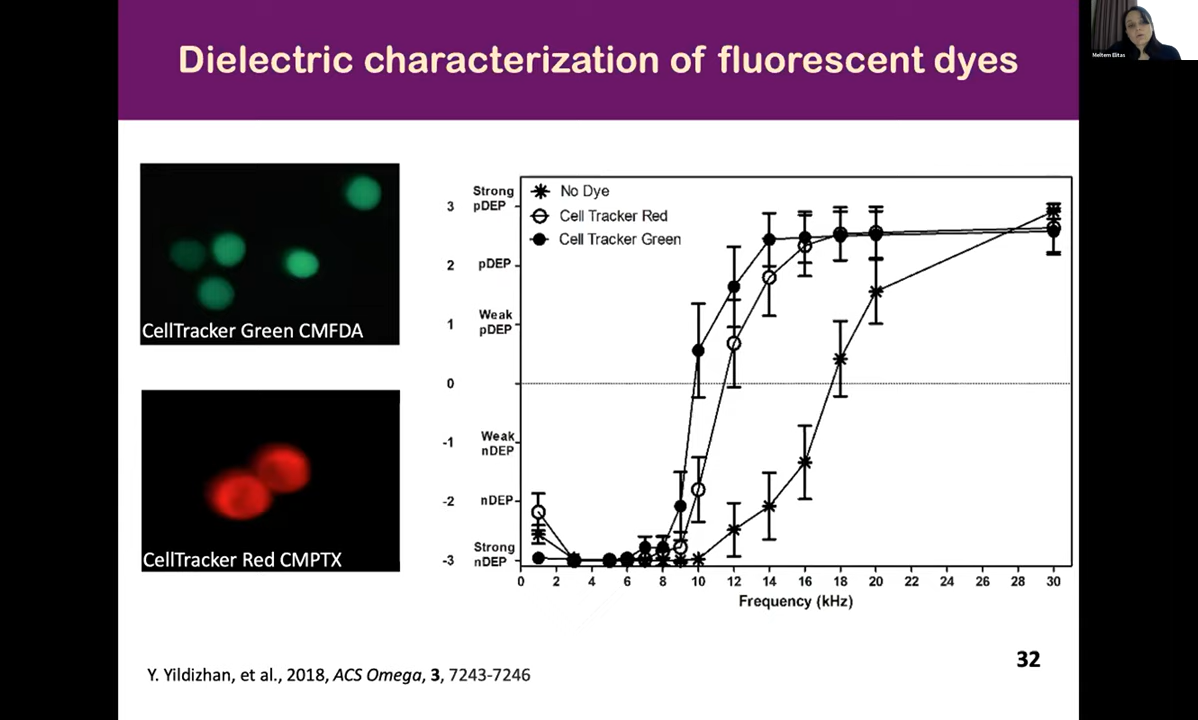 Dielectric characterization of fluorescent dyes
Meltem Elitas
CellTracker Green CMFDA
CellTracker Red CMPTX
No Dye
Cell Tracker Red
Cell Tracker Green
3
2
1
0
-1
-2
-3
Strong
pDEP
pDEP
Weak
pDEP
Weak
nDEP
nDEP
Strong
nDEP
0 2 4 6 8 10 12 14 16 18 20 22 24 26 28 30
Frequency (kHz)
Y. Yildizhan, et al., 2018, ACS Omega, 3, 7243-7246
32